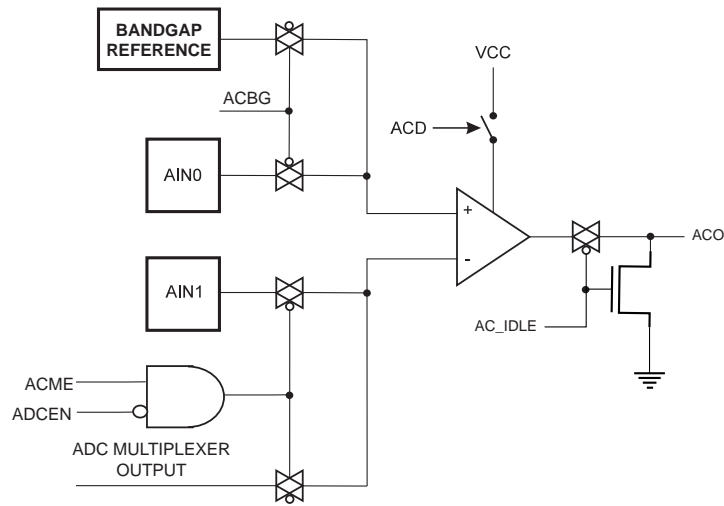 BANDGAP
REFERENCE
VCC
ACBG
ACD
AIN0
+
-
ACO
AIN1
AC_IDLE
ACME
ADCEN
ADC MULTIPLEXER
OUTPUT